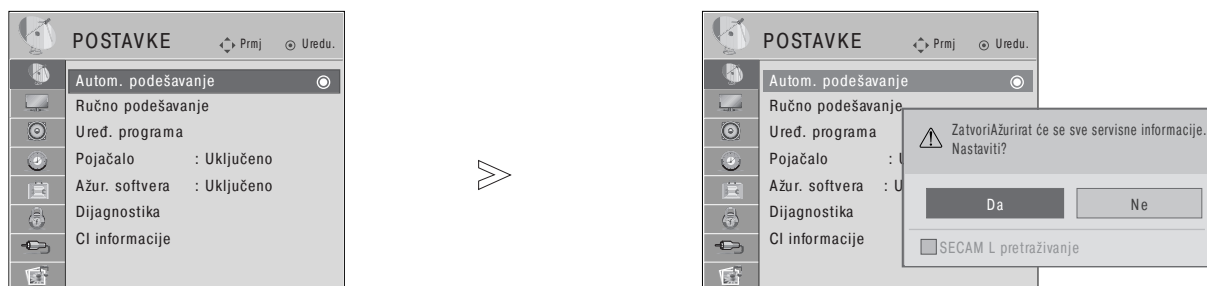 POSTAVKE Prmj Uredu.
Autom. podešavanje
Ručno podešavanje
Uređ. programa
Pojačalo : Uključeno
Ažur. softvera : Uključeno
Dijagnostika
CI informacije
POSTAVKE Prmj Uredu.
Autom. podešavanje
Ručno podešavanje
Uređ. programa
Pojačalo : U
Ažur. softvera : U
Dijagnostika
CI informacije
ZatvoriAžurirat će se sve servisne informacije.
Nastaviti?
Da Ne
SECAM L pretraživanje